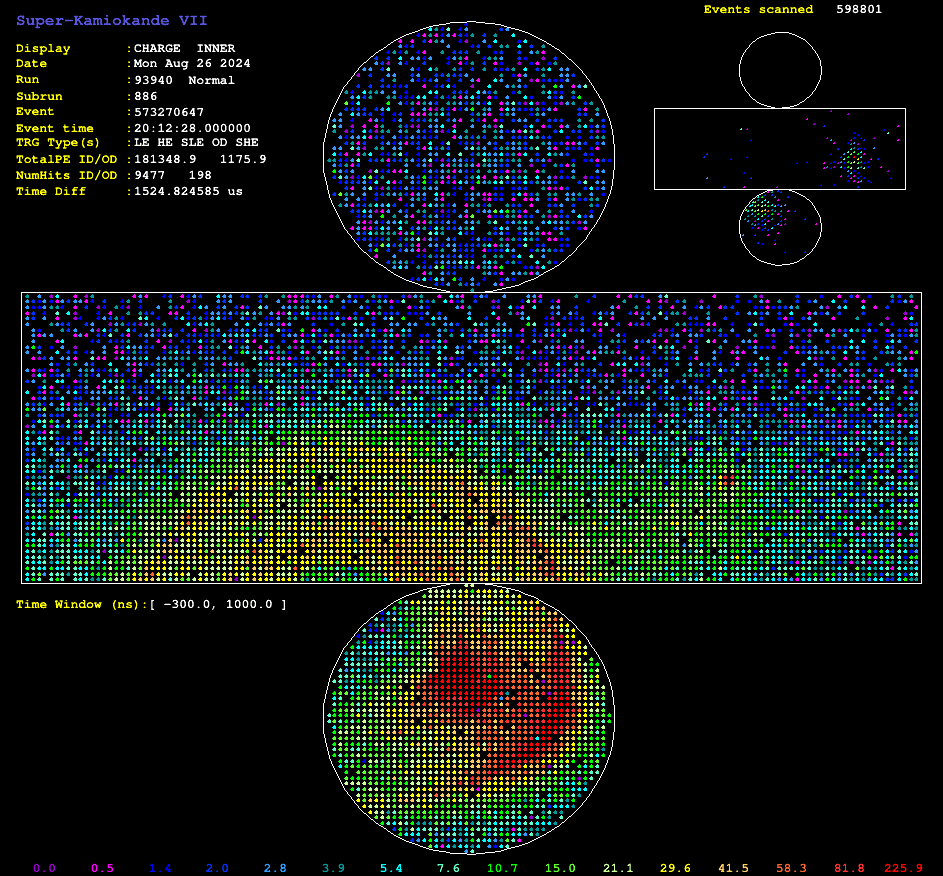 Super-Kamiokande VII
Events scanned 598801
Display :CHARGE INNER
Date :Mon Aug 26 2024
Run :93940 Normal
Subrun :886
Event :573270647
Event time :20:12:28.000000
TRG Type(s) :LE HE SLE OD SHE
TotalPE ID/OD :181348.9 1175.9
NumHits ID/OD :9477 198
Time Diff :1524.824585 us
Time Window (ns):[ -300.0, 1000.0 ]
0.0 0.5 1.4 2.0 2.8 3.9 5.4 7.6 10.7 15.0 21.1 29.6 41.5 58.3 81.8 225.9